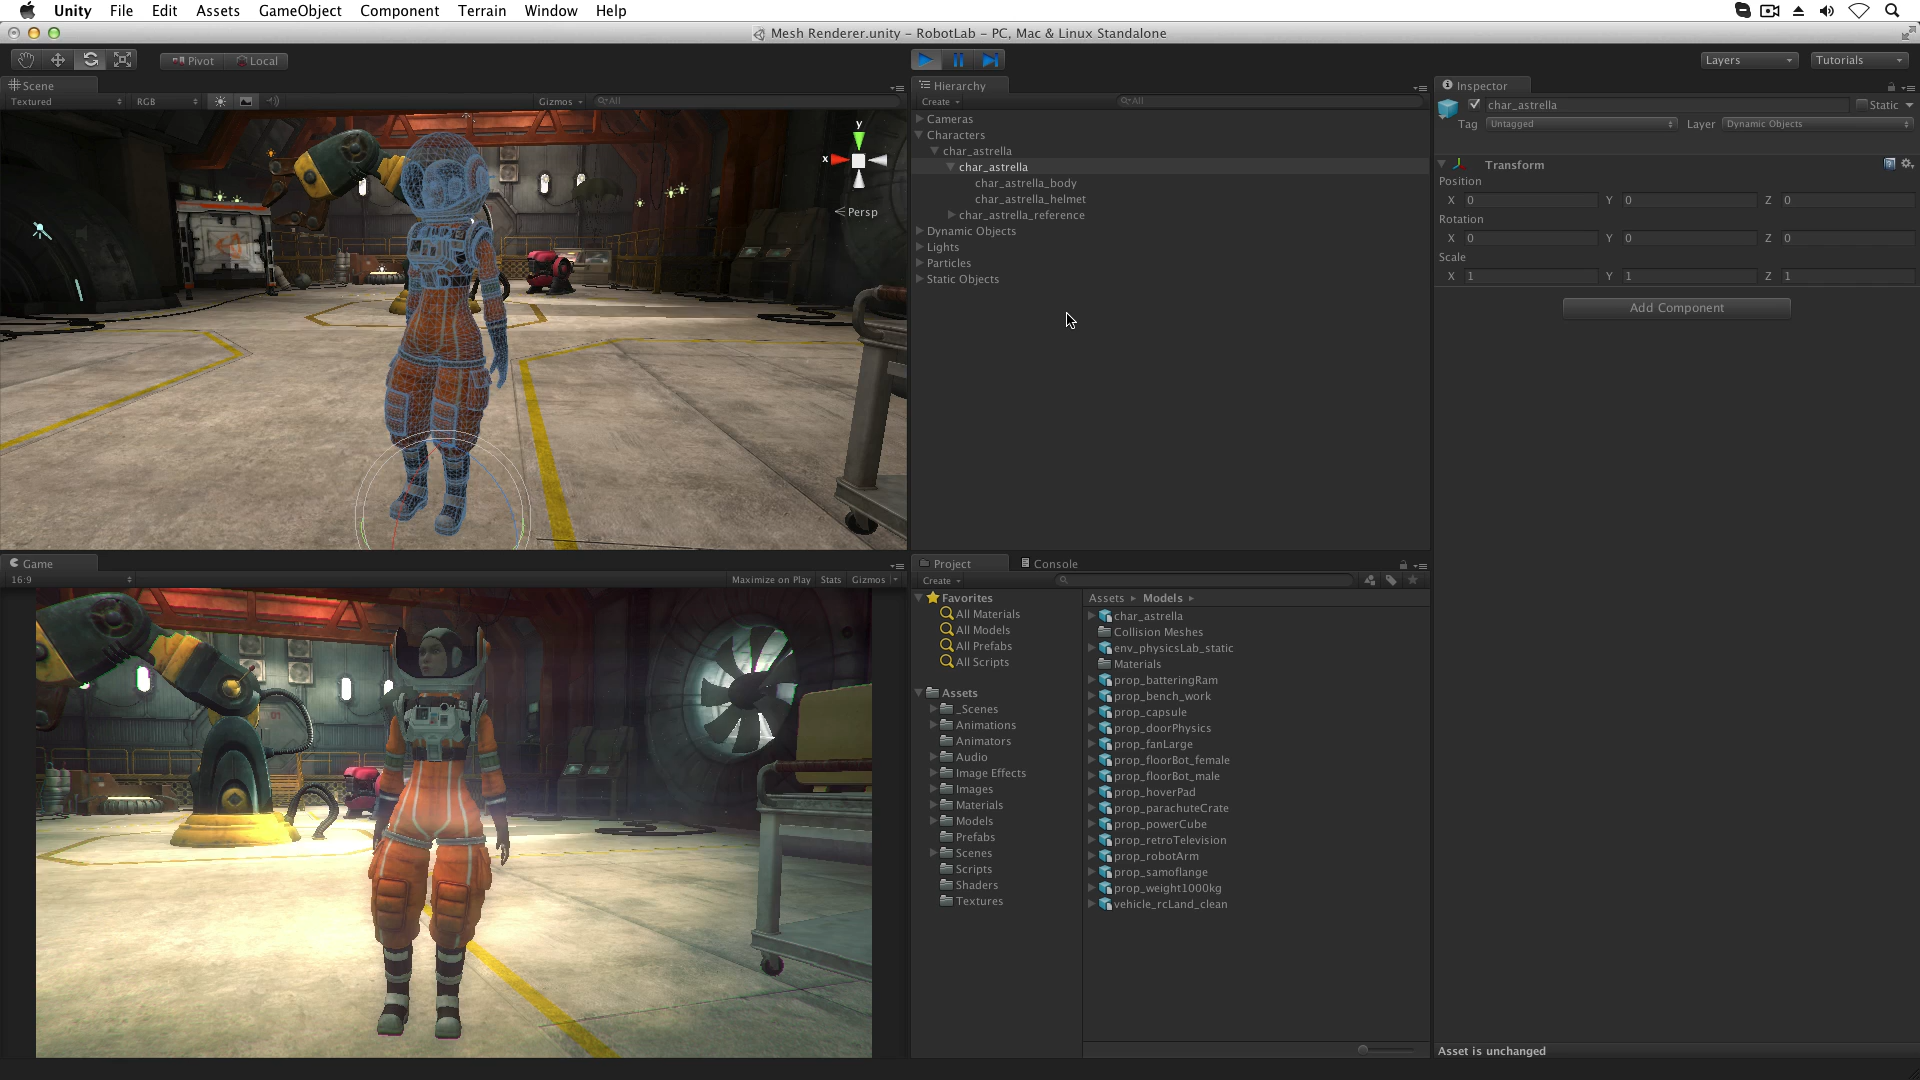 Unity File Edit Assets GameObject Component Terrain Window Help
Mesh Renderer.unity – RobotLab – PC, Mac & Linux Standalone
Pivot Local
Layers Tutorials
Scene
Textured RGB Gizmos All
y
x
Persp
Hierarchy
Create All
Cameras
Characters
char_astrella
char_astrella
char_astrella_body
char_astrella_helmet
char_astrella_reference
Dynamic Objects
Lights
Particles
Static Objects
Inspector
char_astrella Static
Tag Untagged Layer Dynamic Objects
Transform
Position
X 0 Y 0 Z 0
Rotation
X 0 Y 0 Z 0
Scale
X 1 Y 1 Z 1
Add Component
Game
16:9 Maximize on Play Stats Gizmos
01
Project Console
Create
Favorites
All Materials
All Models
All Prefabs
All Scripts
Assets
_Scenes
Animations
Animators
Audio
Image Effects
Images
Materials
Models
Prefabs
Scenes
Scripts
Shaders
Textures
Assets Models
char_astrella
Collision Meshes
env_physicsLab_static
Materials
prop_batteringRam
prop_bench_work
prop_capsule
prop_doorPhysics
prop_fanLarge
prop_floorBot_female
prop_floorBot_male
prop_hoverPad
prop_parachuteCrate
prop_powerCube
prop_retroTelevision
prop_robotArm
prop_samoflange
prop_weight1000kg
vehicle_rcLand_clean
Asset is unchanged